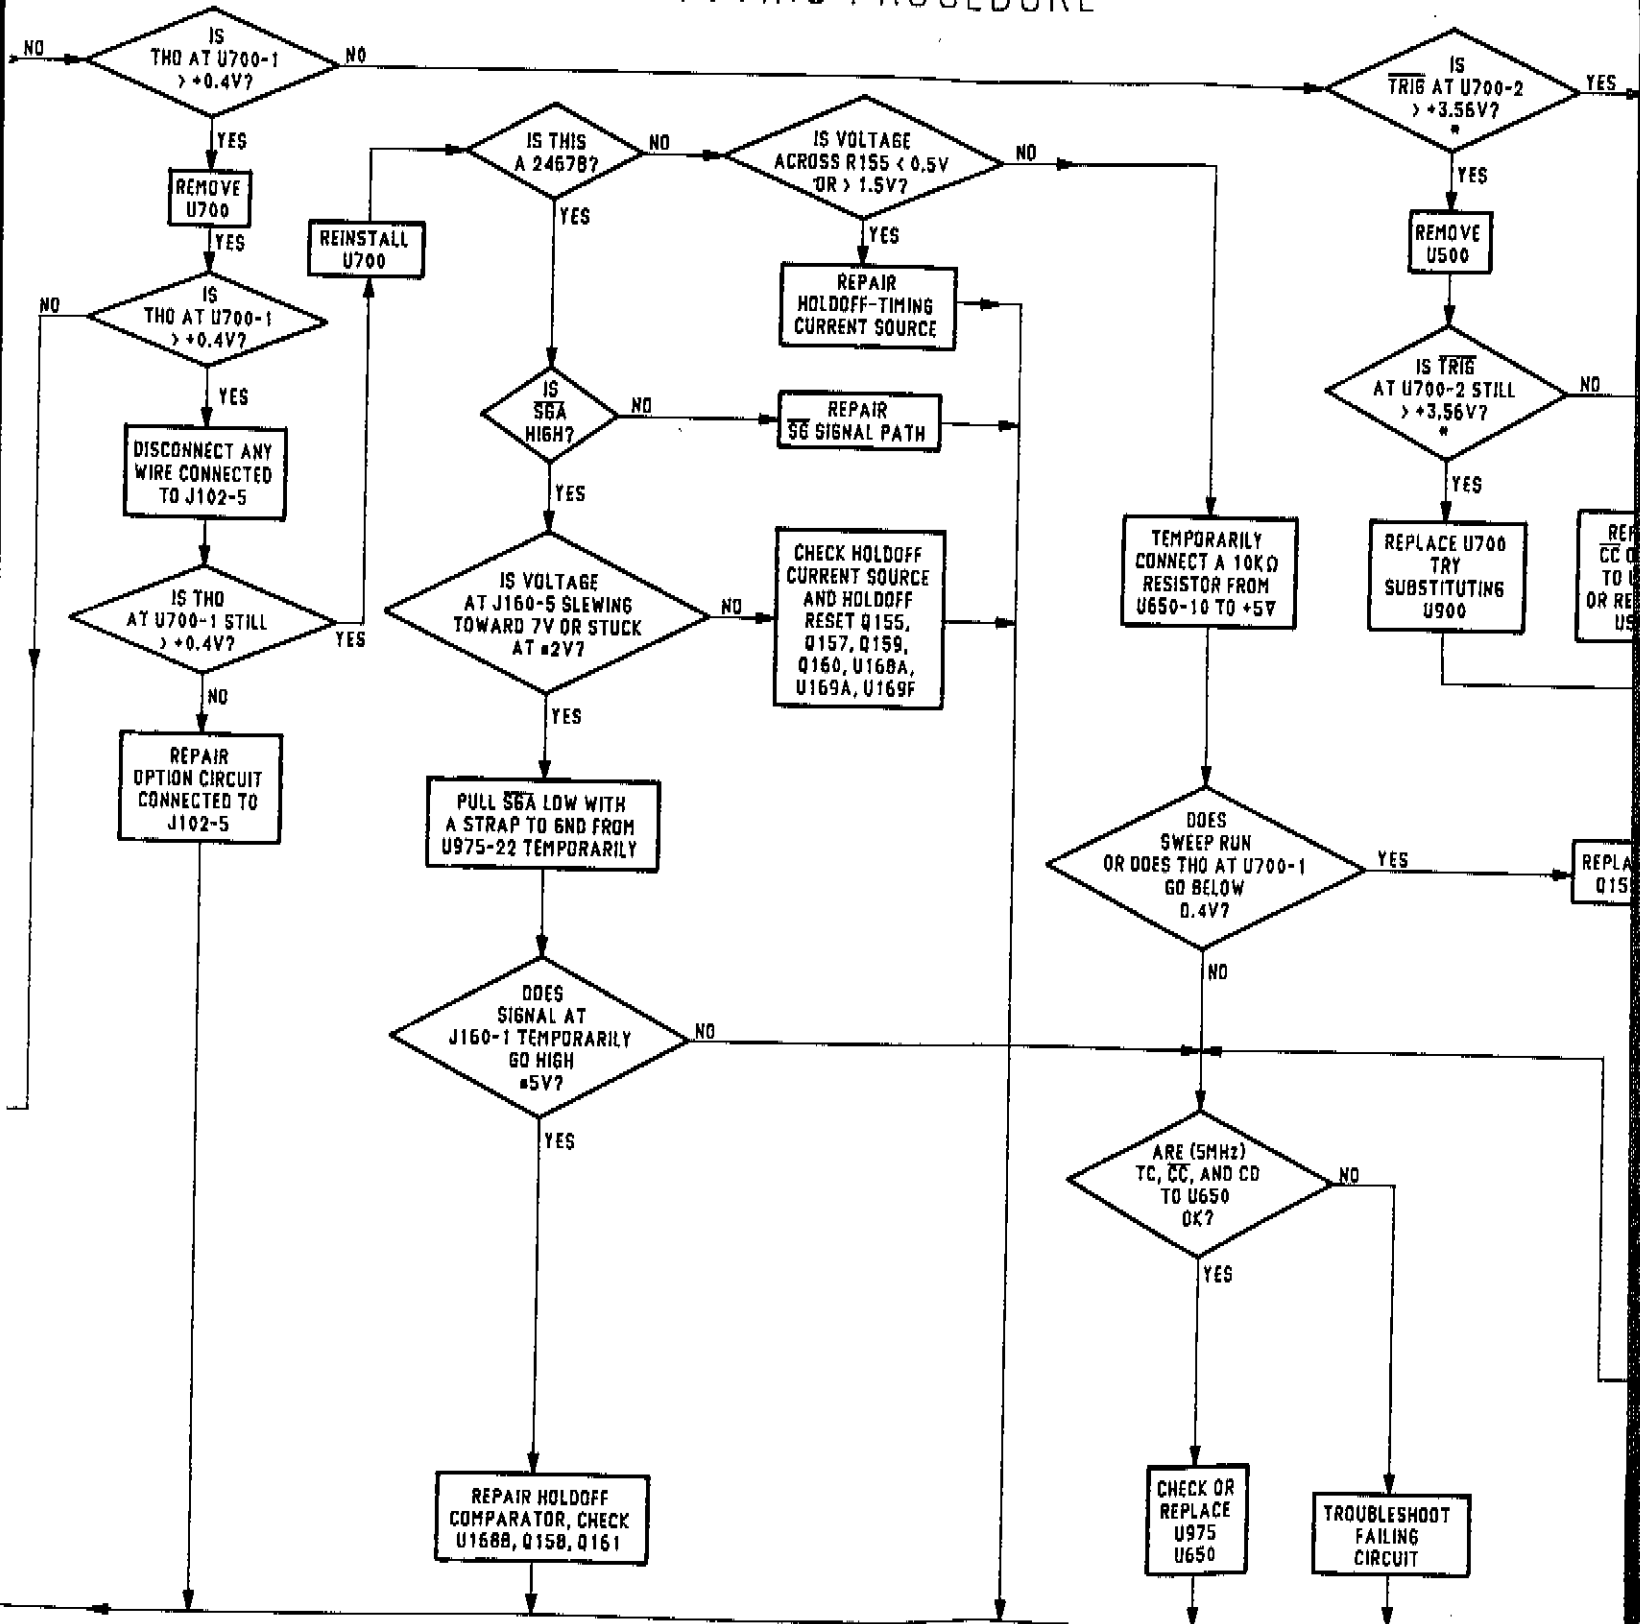 PROCEDURE
NO
IS
THO AT U700-1
> +0.4V?
NO
YES
REMOVE
U700
YES
IS
THO AT U700-1
> +0.4V?
NO
YES
DISCONNECT ANY
WIRE CONNECTED
TO J102-5
IS THO
AT U700-1 STILL
> +0.4V?
YES
NO
REPAIR
OPTION CIRCUIT
CONNECTED TO
J102-5
REINSTALL
U700
IS THIS
A 2467B?
NO
YES
IS
SGA
HIGH?
NO
YES
IS VOLTAGE
AT J160-5 SLEWING
TOWARD 7V OR STUCK
AT ≈2V?
NO
YES
PULL SGA LOW WITH
A STRAP TO GND FROM
U975-22 TEMPORARILY
DOES
SIGNAL AT
J160-1 TEMPORARILY
GO HIGH
≈5V?
NO
YES
REPAIR HOLDOFF
COMPARATOR, CHECK
U168B, Q158, Q161
IS VOLTAGE
ACROSS R155 < 0.5V
OR > 1.5V?
NO
YES
REPAIR
HOLDOFF-TIMING
CURRENT SOURCE
REPAIR
SG SIGNAL PATH
CHECK HOLDOFF
CURRENT SOURCE
AND HOLDOFF
RESET Q155,
Q157, Q159,
Q160, U168A,
U169A, U169F
TEMPORARILY
CONNECT A 10KΩ
RESISTOR FROM
U650-10 TO +5V
DOES
SWEEP RUN
OR DOES THO AT U700-1
GO BELOW
0.4V?
YES
NO
ARE (5MHz)
TC, CC, AND CD
TO U650
OK?
NO
YES
CHECK OR
REPLACE
U975
U650
TROUBLESHOOT
FAILING
CIRCUIT
IS
TRIG AT U700-2
> +3.56V?
*
YES
YES
REMOVE
U500
IS TRIG
AT U700-2 STILL
> +3.56V?
*
NO
YES
REPLACE U700
TRY
SUBSTITUTING
U900
CC
TO
OR